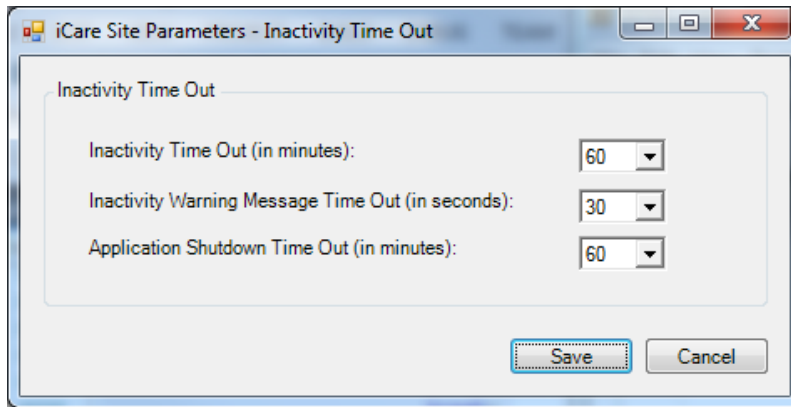 iCare Site Parameters - Inactivity Time Out
Inactivity Time Out
Inactivity Time Out (in minutes): 60
Inactivity Warning Message Time Out (in seconds): 30
Application Shutdown Time Out (in minutes): 60
Save Cancel